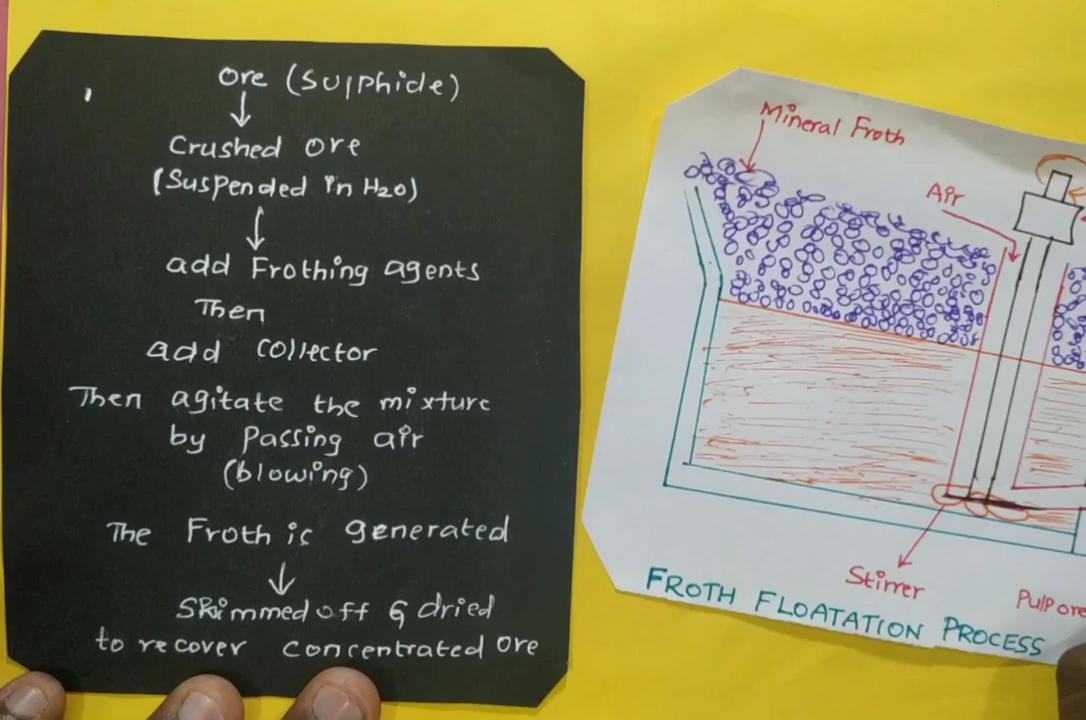 Ore (Sulphide)
Crushed Ore
(Suspended in H₂O)
add Frothing agents
Then
add collector
Then agitate the mixture
by Passing air
(blowing)
The Froth is generated
Skimmed off & dried
to recover concentrated ore
Mineral Froth
Air
Stirrer
Pulp ore
FROTH FLOATATION PROCESS